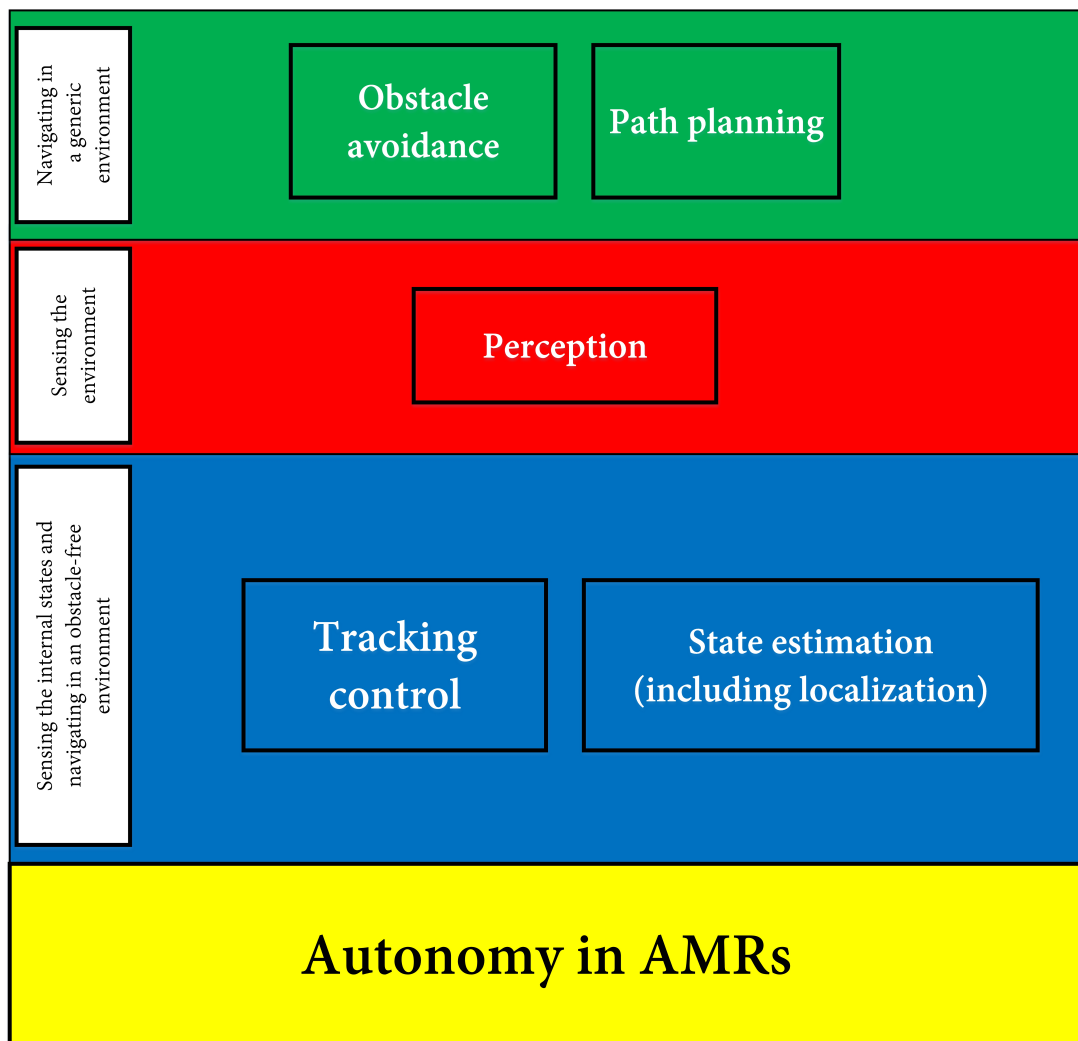 Navigating in
a generic
environment
Obstacle
avoidance
Path planning
Sensing the
environment
Perception
Sensing the internal states and
navigating in an obstacle-free
environment
Tracking
control
State estimation
(including localization)
Autonomy in AMRs